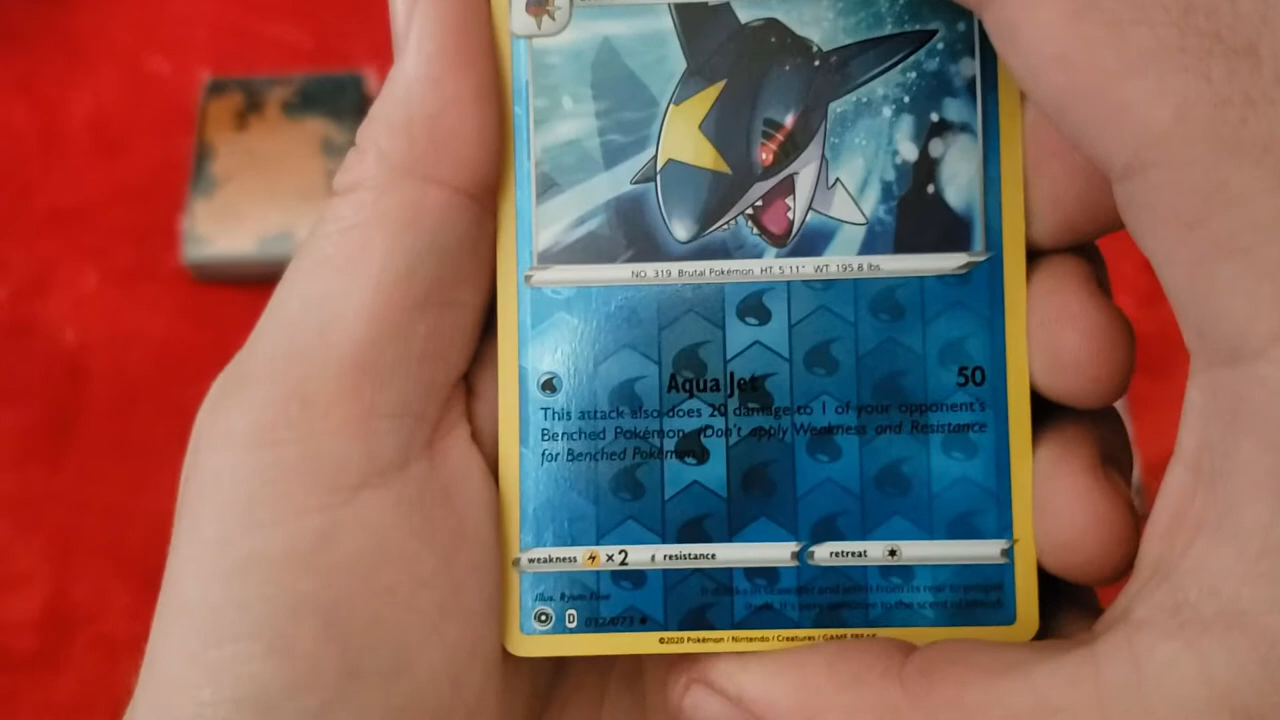 NO. 319 Brutal Pokémon HT. 5'11" WT. 195.8 lbs.
Aqua Jet 50
This attack also does 20 damage to 1 of your opponent's
Benched Pokémon. (Don't apply Weakness and Resistance
for Benched Pokémon.)
weakness ×2 resistance retreat
Illus. Ryuta
D 012/073
©2020 Pokémon / Nintendo / Creatures / GAME FREAK